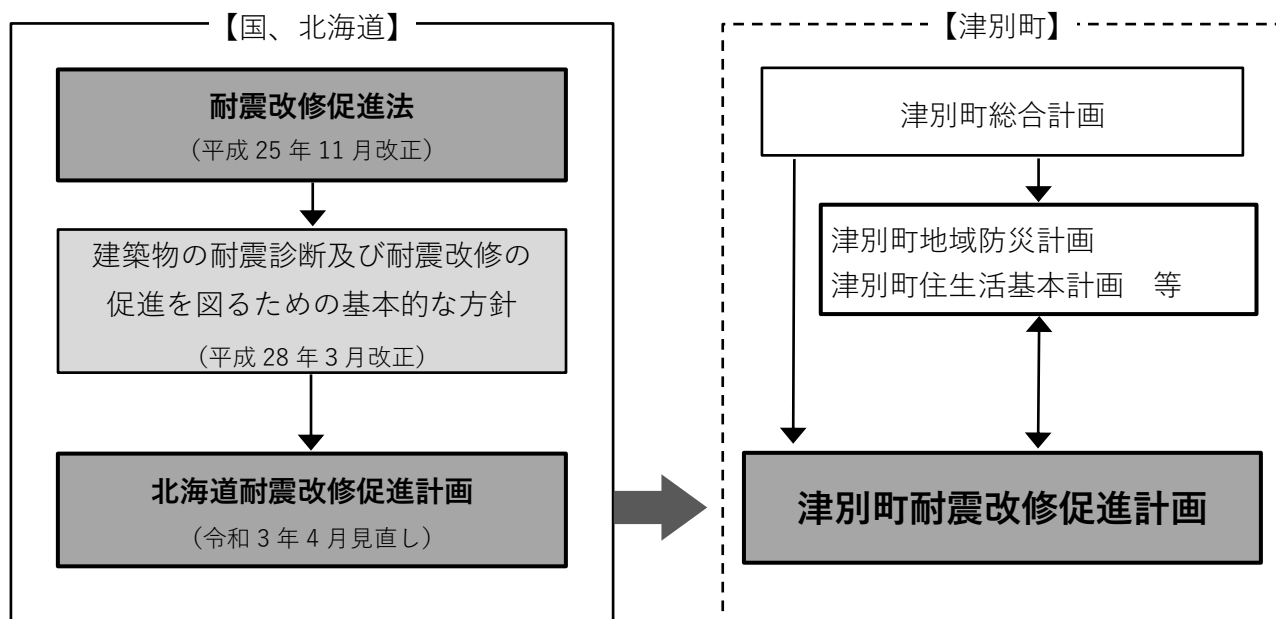 【国、北海道】
耐震改修促進法
（平成 25 年 11 月改正）
建築物の耐震診断及び耐震改修の
促進を図るための基本的な方針
（平成 28 年 3 月改正）
北海道耐震改修促進計画
（令和 3 年 4 月見直し）
【津別町】
津別町総合計画
津別町地域防災計画
津別町住生活基本計画　等
津別町耐震改修促進計画